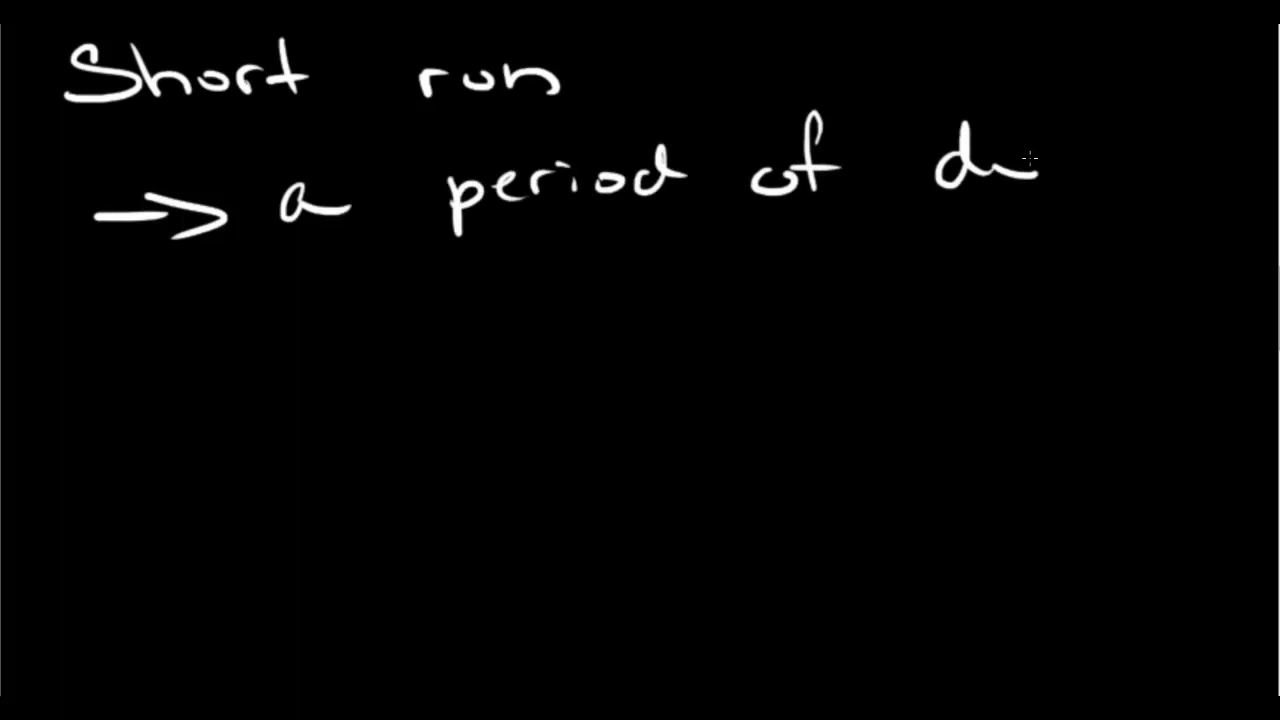 Short run
→ a period of